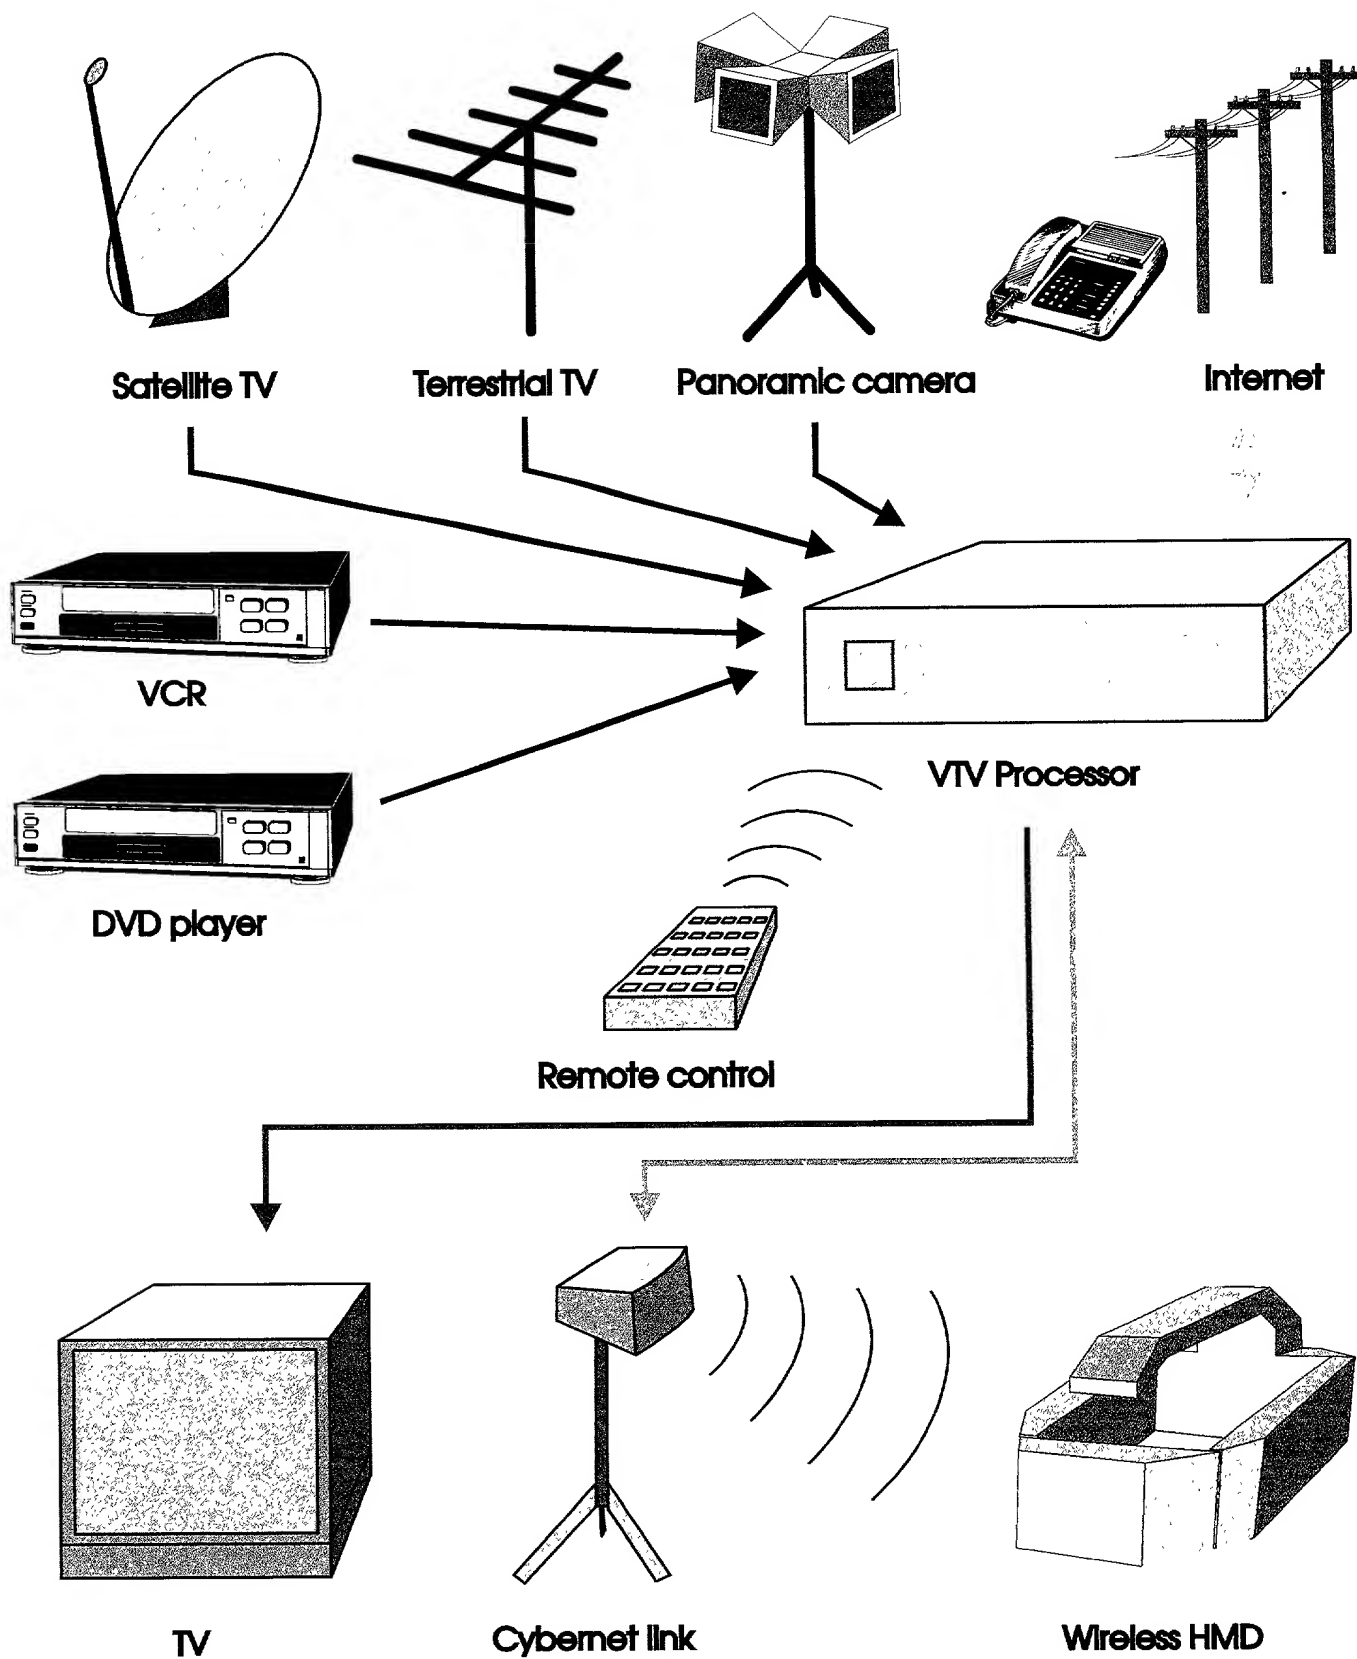 Satellite TV
Terrestrial TV
Panoramic camera
Internet
VCR
VTV Processor
DVD player
Remote control
TV
Cybernet link
Wireless HMD